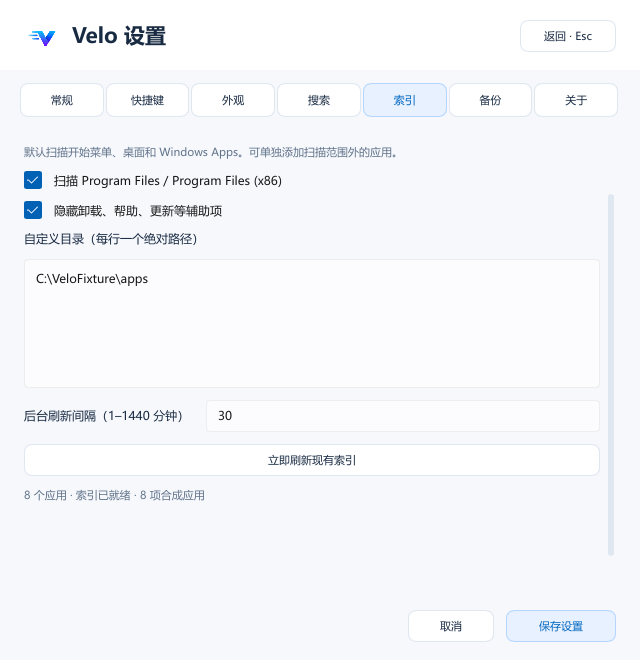 Velo 设置
返回 · Esc
常规
快捷键
外观
搜索
索引
备份
关于
默认扫描开始菜单、桌面和 Windows Apps。可单独添加扫描范围外的应用。
扫描 Program Files / Program Files (x86)
隐藏卸载、帮助、更新等辅助项
自定义目录（每行一个绝对路径）
C:\VeloFixture\apps
后台刷新间隔（1–1440 分钟）
30
立即刷新现有索引
8 个应用 · 索引已就绪 · 8 项合成应用
取消
保存设置